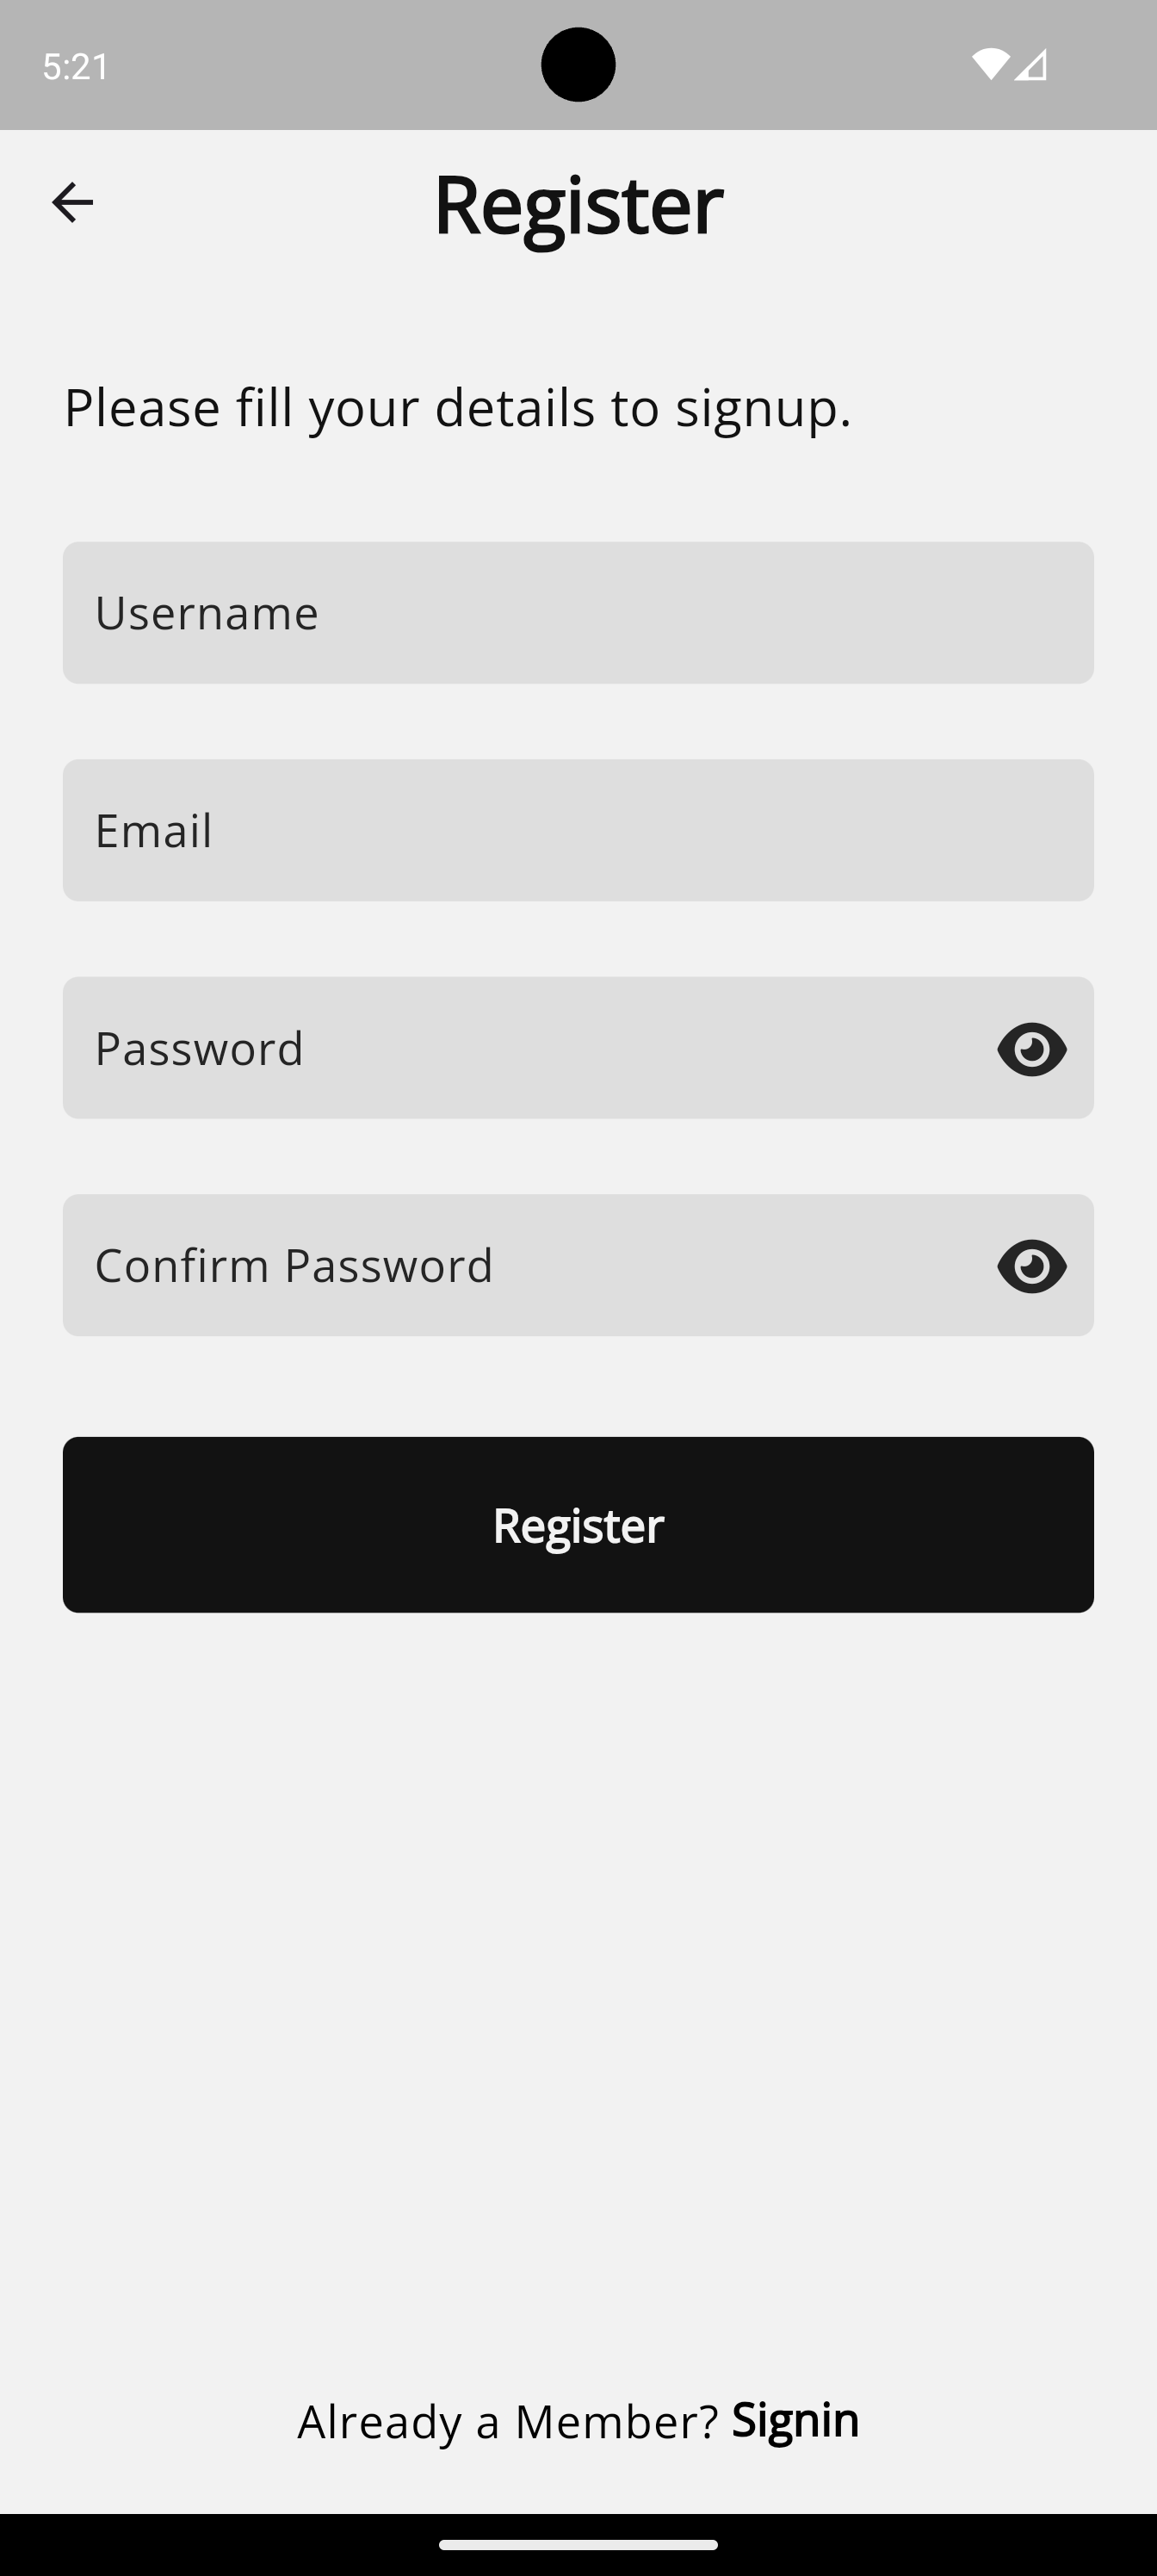 5:21
Register
Please fill your details to signup.
Username
Email
Password
Confirm Password
Register
Already a Member? Signin